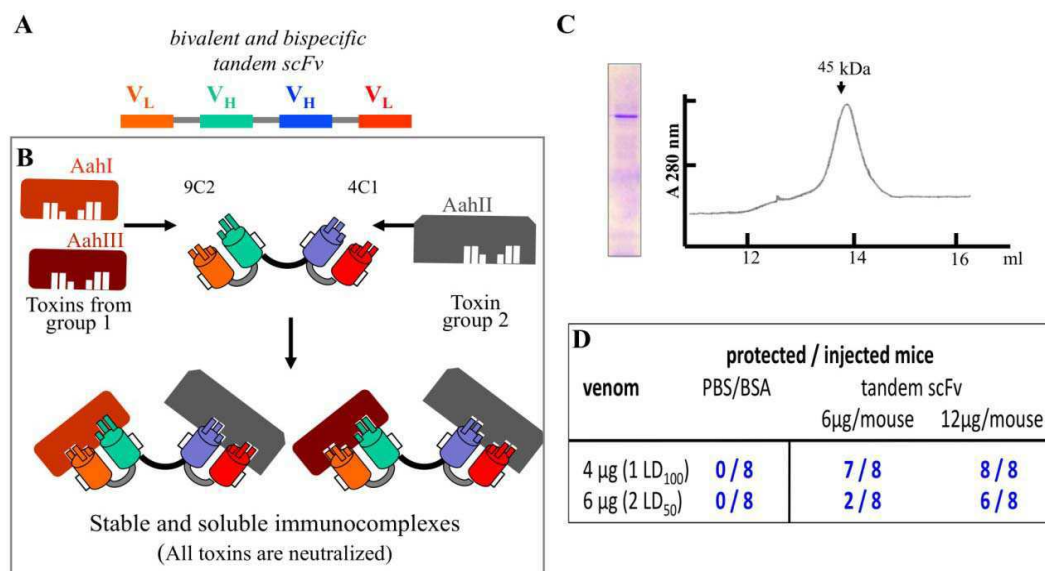 A
bivalent and bispecific
tandem scFv
VL VH VH VL
B
AahI
9C2 4C1
AahII
AahIII
Toxins from
group 1
Toxin
group 2
Stable and soluble immunocomplexes
(All toxins are neutralized)
C
45 kDa
A 280 nm
12 14 16 ml
D
protected / injected mice
venom PBS/BSA tandem scFv
6µg/mouse 12µg/mouse
4 µg (1 LD100) 0 / 8 7 / 8 8 / 8
6 µg (2 LD50) 0 / 8 2 / 8 6 / 8